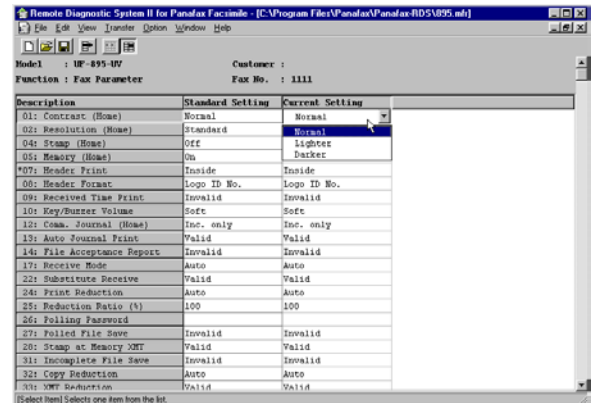 Remote Diagnostic System II for Panafax Facsimile - [C:\Program Files\Panafax\Panafax-RDS\895.mfr]
File Edit View Transfer Option Window Help
Model : UF-895-UV Customer :
Function : Fax Parameter Fax No. : 1111
Description Standard Setting Current Setting
01: Contrast (Home) Normal Normal
02: Resolution (Home) Standard Normal
04: Stamp (Home) Off Lighter
05: Memory (Home) On Darker
*07: Header Print Inside Inside
08: Header Format Logo ID No. Logo ID No.
09: Received Time Print Invalid Invalid
10: Key/Buzzer Volume Soft Soft
12: Comm. Journal (Home) Inc. only Inc. only
13: Auto Journal Print Valid Valid
14: File Acceptance Report Invalid Invalid
17: Receive Mode Auto Auto
22: Substitute Receive Valid Valid
24: Print Reduction Auto Auto
25: Reduction Ratio (%) 100 100
26: Polling Password
27: Polled File Save Invalid Invalid
28: Stamp at Memory XMT Valid Valid
31: Incomplete File Save Invalid Invalid
32: Copy Reduction Auto Auto
33: XMT Reduction Valid Valid
[Select Item] Selects one item from the list.